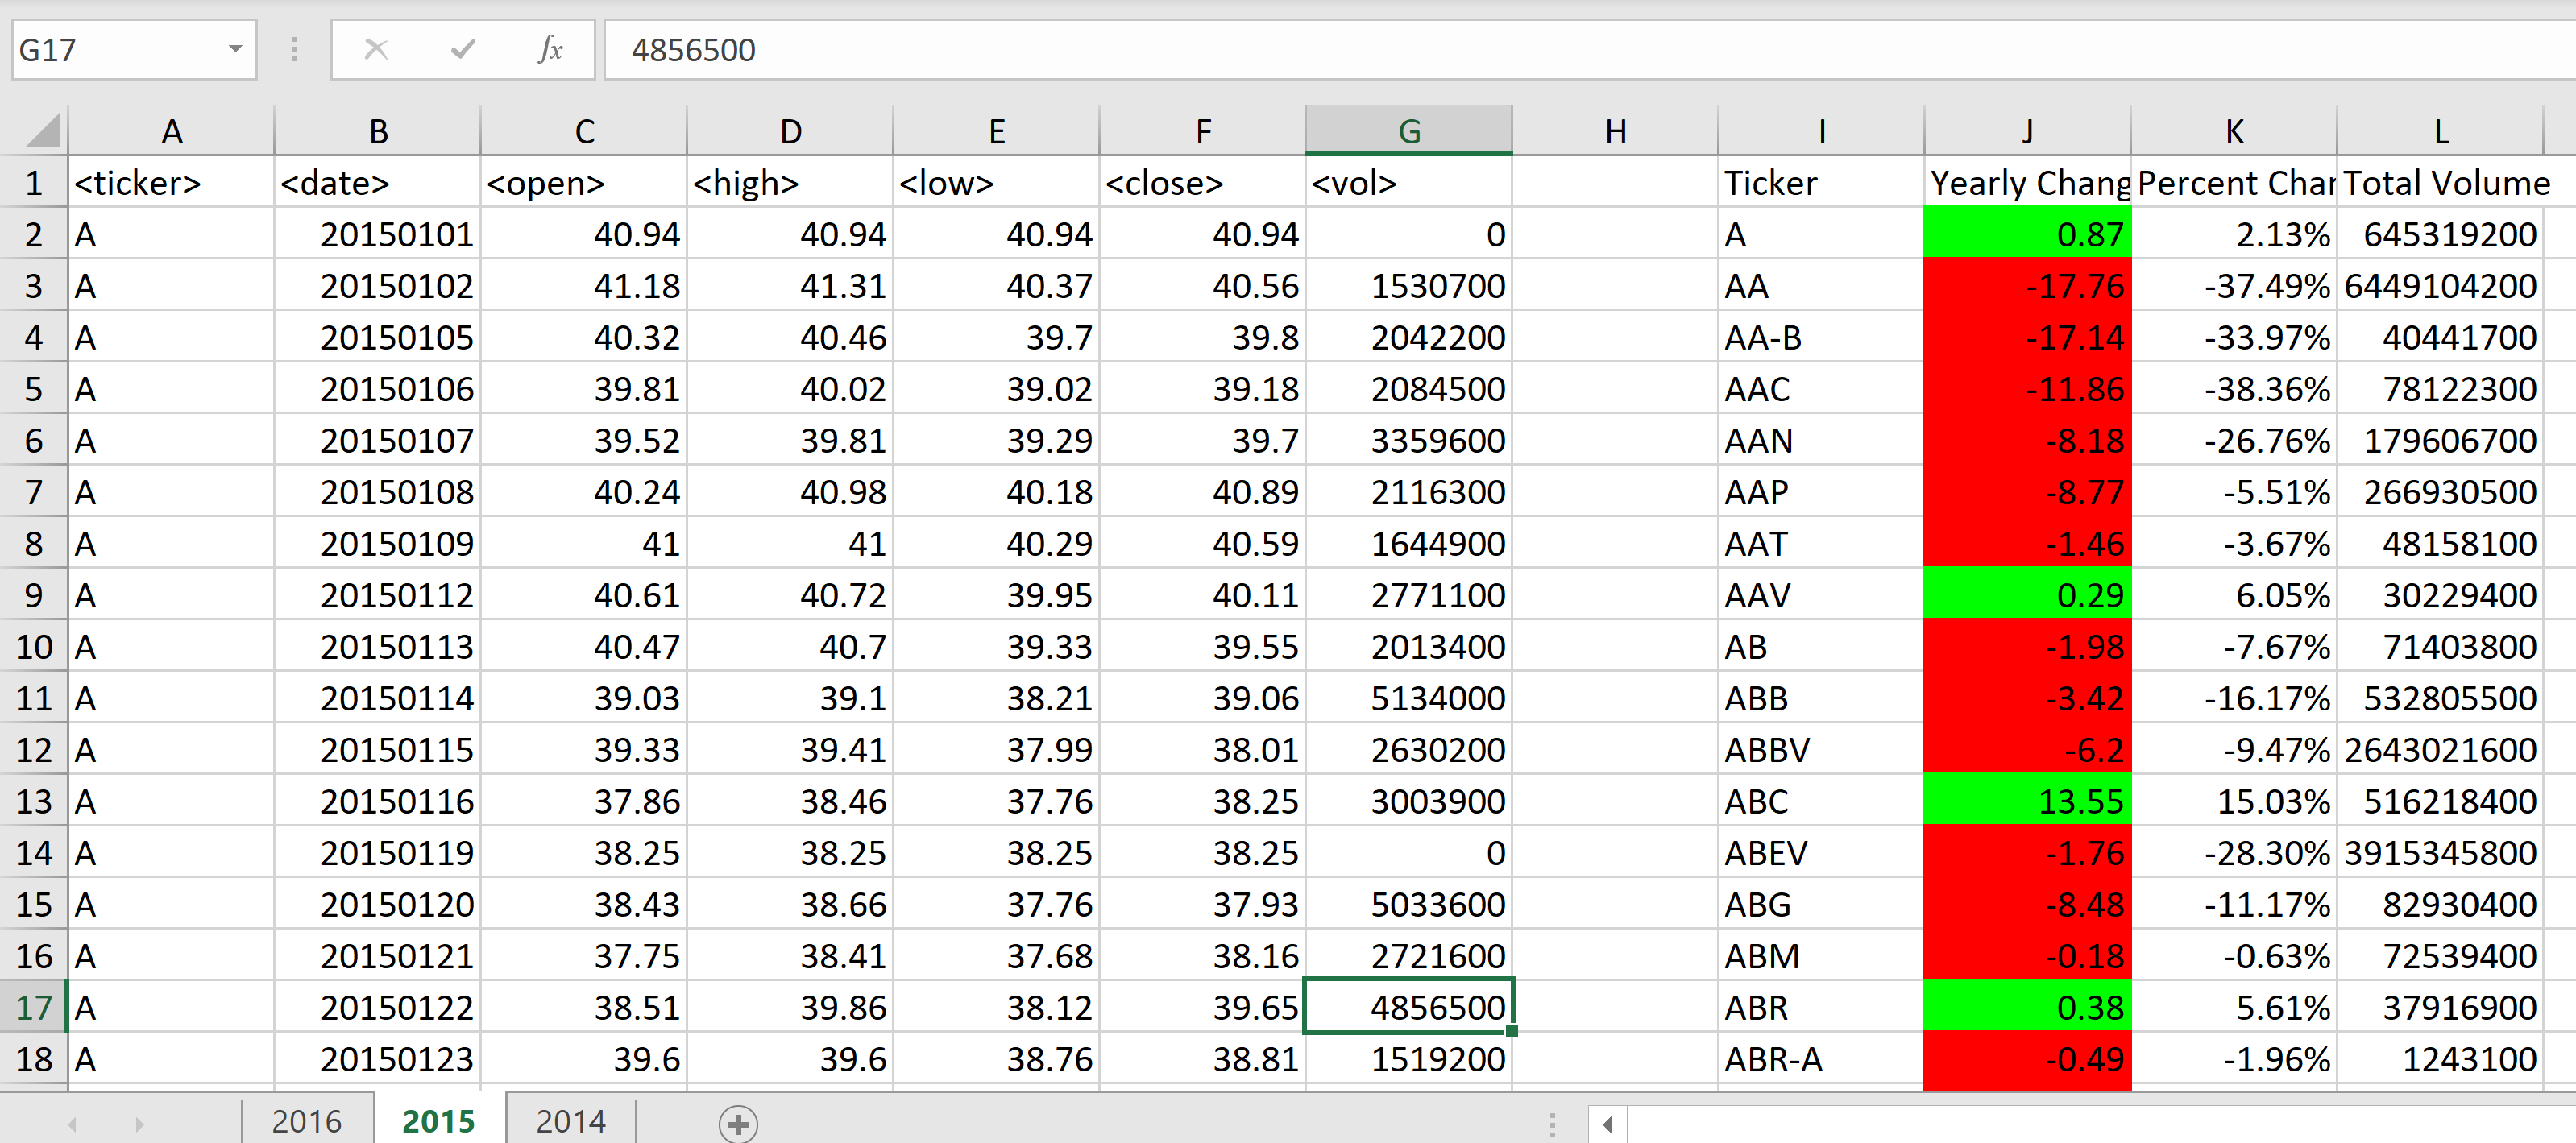 G17 fx 4856500
A B C D E F G H I J K L
1 <ticker> <date> <open> <high> <low> <close> <vol> Ticker Yearly Chang Percent Char Total Volume
2 A 20150101 40.94 40.94 40.94 40.94 0 A 0.87 2.13% 645319200
3 A 20150102 41.18 41.31 40.37 40.56 1530700 AA -17.76 -37.49% 6449104200
4 A 20150105 40.32 40.46 39.7 39.8 2042200 AA-B -17.14 -33.97% 40441700
5 A 20150106 39.81 40.02 39.02 39.18 2084500 AAC -11.86 -38.36% 78122300
6 A 20150107 39.52 39.81 39.29 39.7 3359600 AAN -8.18 -26.76% 179606700
7 A 20150108 40.24 40.98 40.18 40.89 2116300 AAP -8.77 -5.51% 266930500
8 A 20150109 41 41 40.29 40.59 1644900 AAT -1.46 -3.67% 48158100
9 A 20150112 40.61 40.72 39.95 40.11 2771100 AAV 0.29 6.05% 30229400
10 A 20150113 40.47 40.7 39.33 39.55 2013400 AB -1.98 -7.67% 71403800
11 A 20150114 39.03 39.1 38.21 39.06 5134000 ABB -3.42 -16.17% 532805500
12 A 20150115 39.33 39.41 37.99 38.01 2630200 ABBV -6.2 -9.47% 2643021600
13 A 20150116 37.86 38.46 37.76 38.25 3003900 ABC 13.55 15.03% 516218400
14 A 20150119 38.25 38.25 38.25 38.25 0 ABEV -1.76 -28.30% 3915345800
15 A 20150120 38.43 38.66 37.76 37.93 5033600 ABG -8.48 -11.17% 82930400
16 A 20150121 37.75 38.41 37.68 38.16 2721600 ABM -0.18 -0.63% 72539400
17 A 20150122 38.51 39.86 38.12 39.65 4856500 ABR 0.38 5.61% 37916900
18 A 20150123 39.6 39.6 38.76 38.81 1519200 ABR-A -0.49 -1.96% 1243100
2016 2015 2014